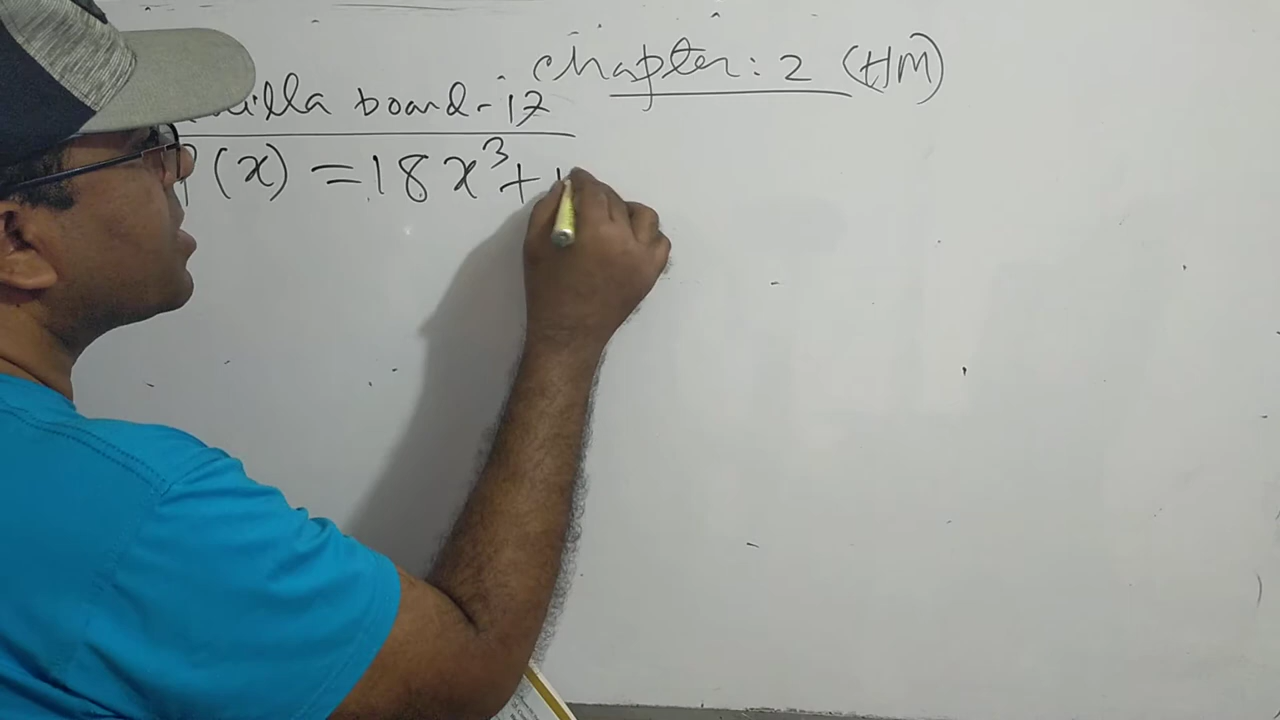 chapter: 2 (HM)
board - 17
P(x) = 18x³ +